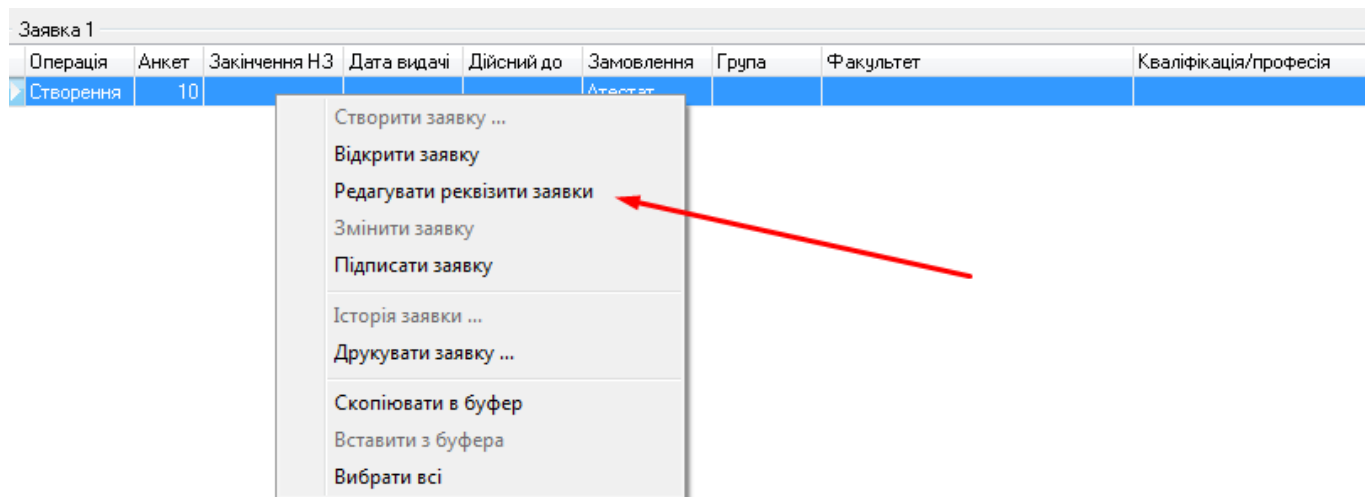 Заявка 1
Операція Анкет Закінчення НЗ Дата видачі Дійсний до Замовлення Група Факультет Кваліфікація/професія
Створення 10 Атестат
Створити заявку ...
Відкрити заявку
Редагувати реквізити заявки
Змінити заявку
Підписати заявку
Історія заявки ...
Друкувати заявку ...
Скопіювати в буфер
Вставити з буфера
Вибрати всі